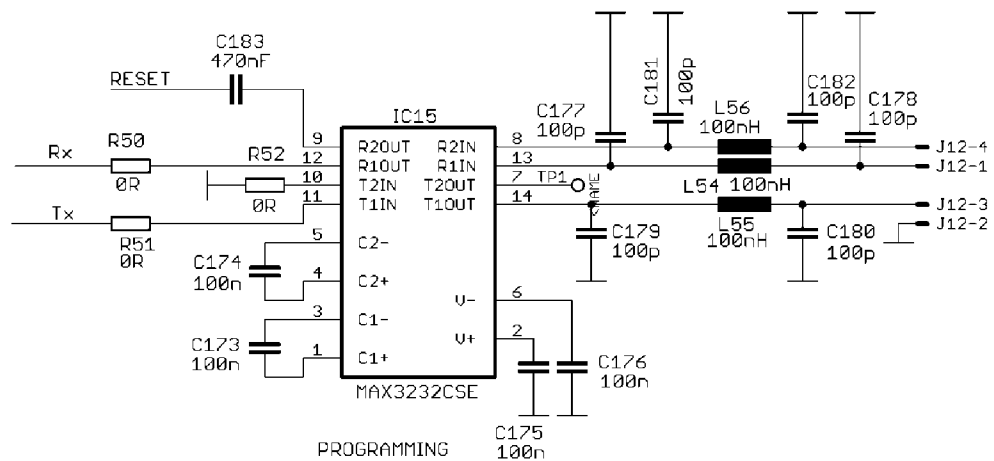 C183
470nF
RESET
IC15
C177
100p
C181
100p
L56
100nH
C182
100p
C178
100p
9
R2OUT
R2IN
8
J12-4
Rx
R50
0R
12
R1OUT
R1IN
13
J12-1
R52
0R
10
T2IN
T2OUT
7
TP1
>NAME
L54
100nH
Tx
R51
0R
11
T1IN
T1OUT
14
L55
100nH
J12-3
J12-2
C179
100p
C180
100p
5
C2-
C174
100n
4
C2+
V-
6
3
C1-
C173
100n
V+
2
1
C1+
C176
100n
MAX3232CSE
C175
100n
PROGRAMMING